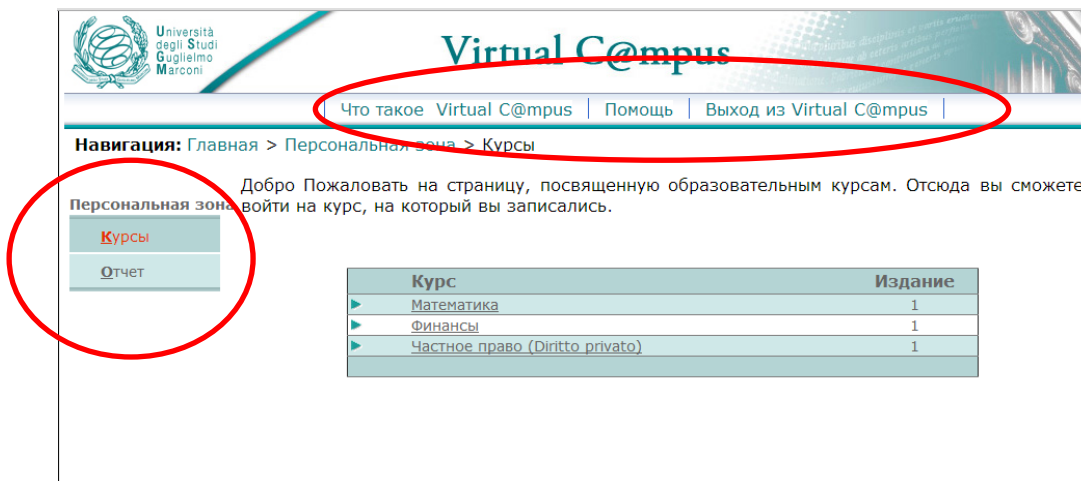 Università
degli Studi
Guglielmo
Marconi
Virtual C@mpus
Что такое Virtual C@mpus | Помощь | Выход из Virtual C@mpus |
Навигация: Главная > Персональная зона > Курсы
Добро Пожаловать на страницу, посвященную образовательным курсам. Отсюда вы сможете
войти на курс, на который вы записались.
Персональная зона
Курсы
Отчет
Курс Издание
Математика 1
Финансы 1
Частное право (Diritto privato) 1